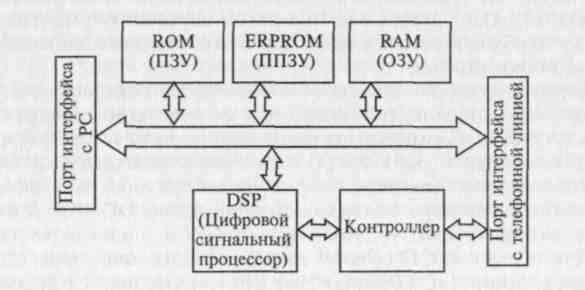 ROM
(ПЗУ)
ERPROM
(ППЗУ)
RAM
(ОЗУ)
Порт интерфейса
с PC
Порт интерфейса
с телефонной линией
DSP
(Цифровой
сигнальный
процессор)
Контроллер